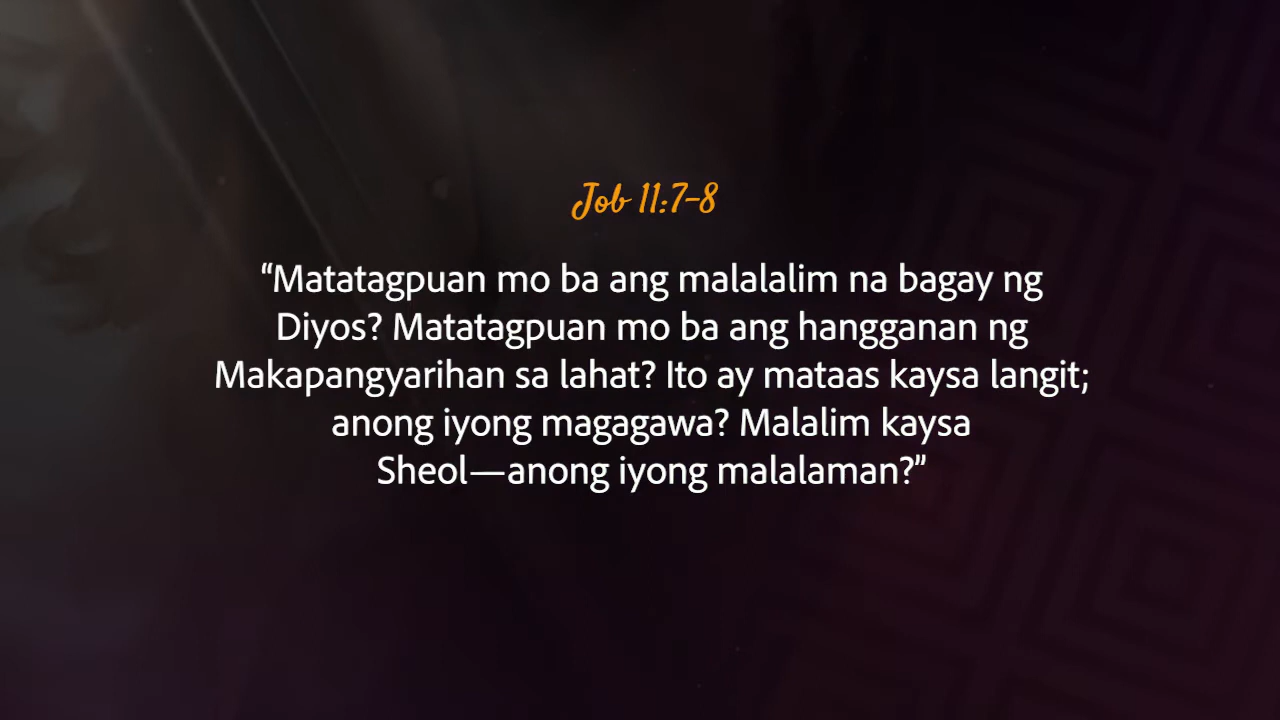 Job 11:7-8
“Matatagpuan mo ba ang malalalim na bagay ng
Diyos? Matatagpuan mo ba ang hangganan ng
Makapangyarihan sa lahat? Ito ay mataas kaysa langit;
anong iyong magagawa? Malalim kaysa
Sheol—anong iyong malalaman?”